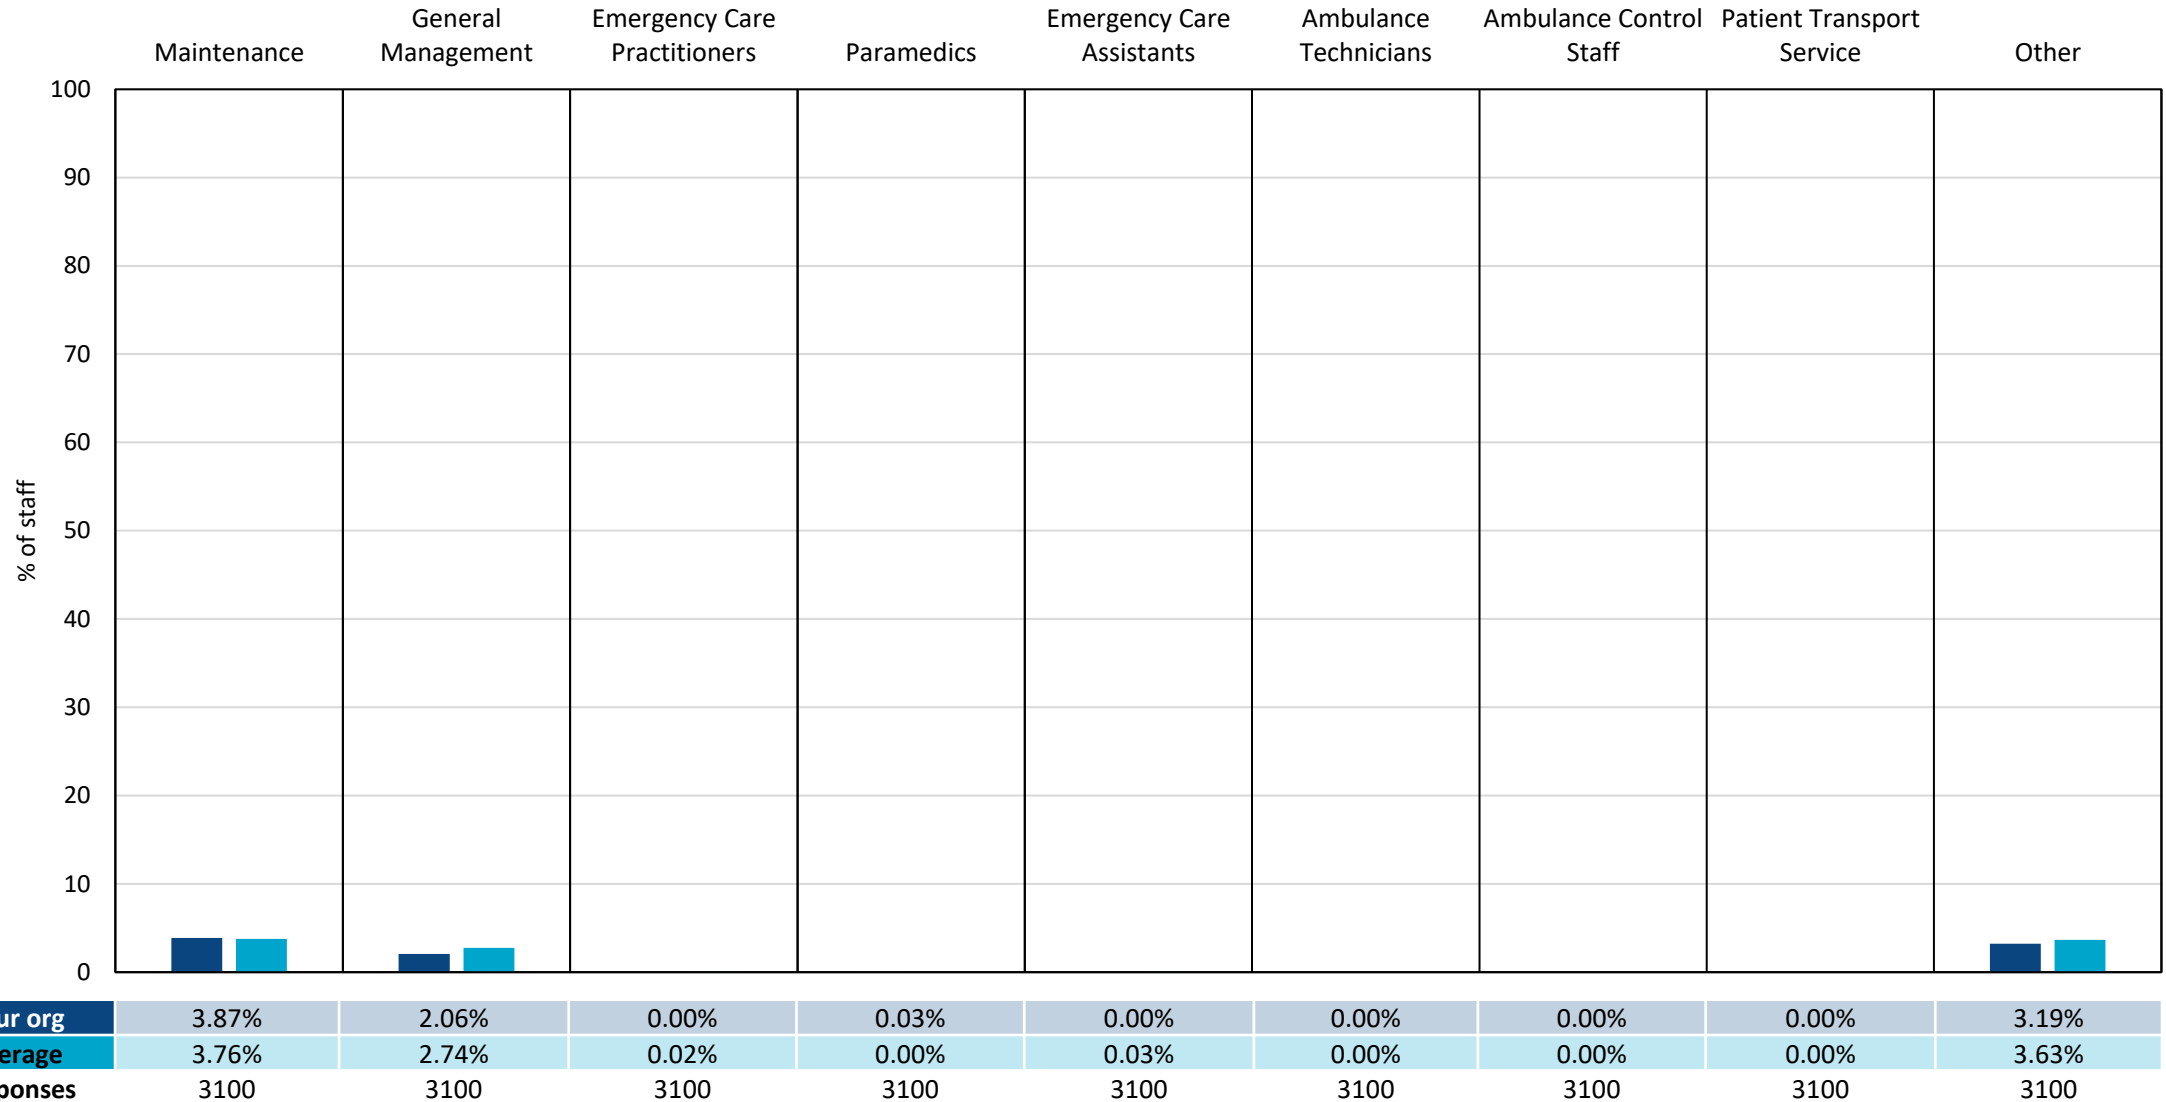 Maintenance
General
Management
Emergency Care
Practitioners
Paramedics
Emergency Care
Assistants
Ambulance
Technicians
Ambulance Control
Staff
Patient Transport
Service
Other
% of staff
100
90
80
70
60
50
40
30
20
10
0
ur org 3.87% 2.06% 0.00% 0.03% 0.00% 0.00% 0.00% 0.00% 3.19%
erage 3.76% 2.74% 0.02% 0.00% 0.03% 0.00% 0.00% 0.00% 3.63%
ponses 3100 3100 3100 3100 3100 3100 3100 3100 3100